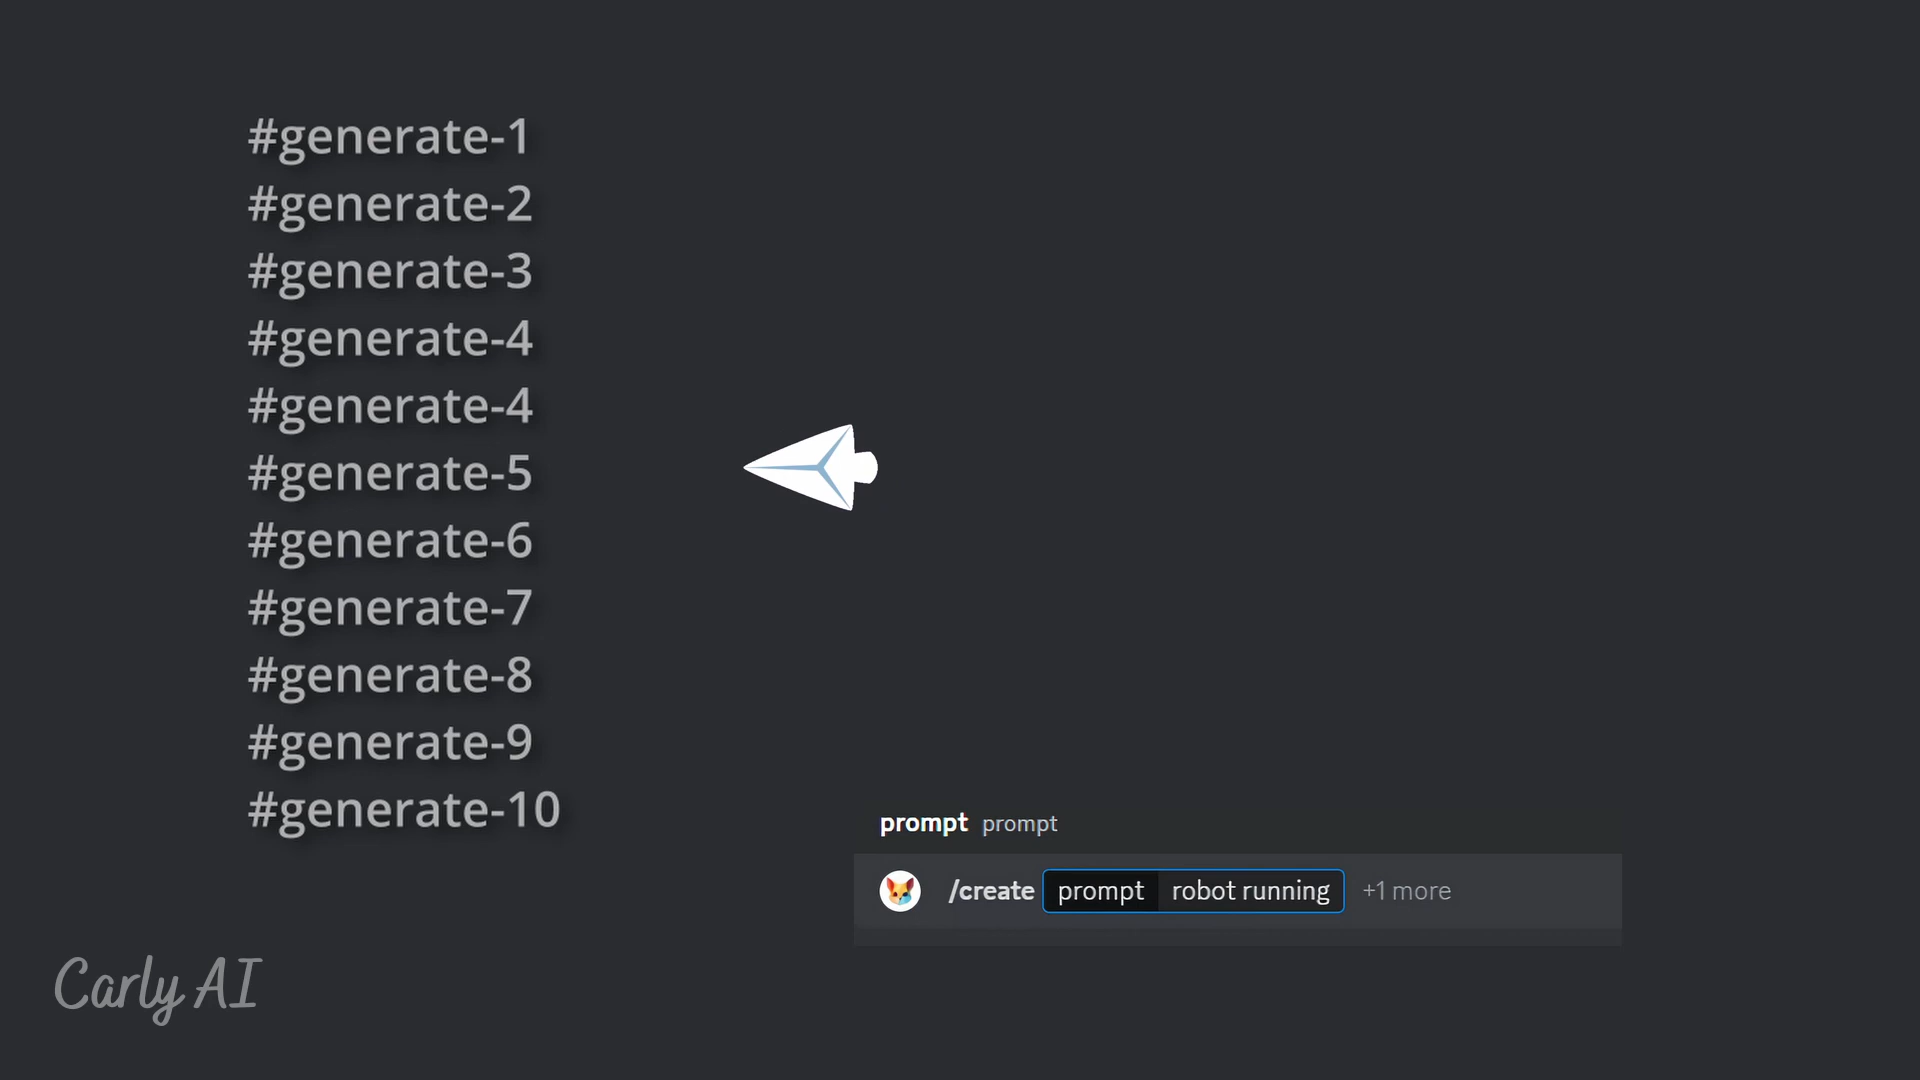 #generate-1
#generate-2
#generate-3
#generate-4
#generate-4
#generate-5
#generate-6
#generate-7
#generate-8
#generate-9
#generate-10
prompt prompt
/create prompt robot running +1 more
Carly AI